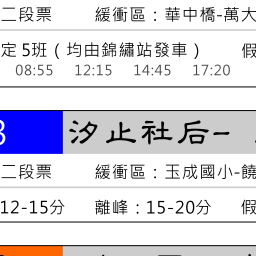 二段票 緩衝區：華中橋-萬大
定 5班（均由錦繡站發車） 假
08:55 12:15 14:45 17:20
汐止社后-
二段票 緩衝區：玉成國小-饒
12-15分 離峰：15-20分 假